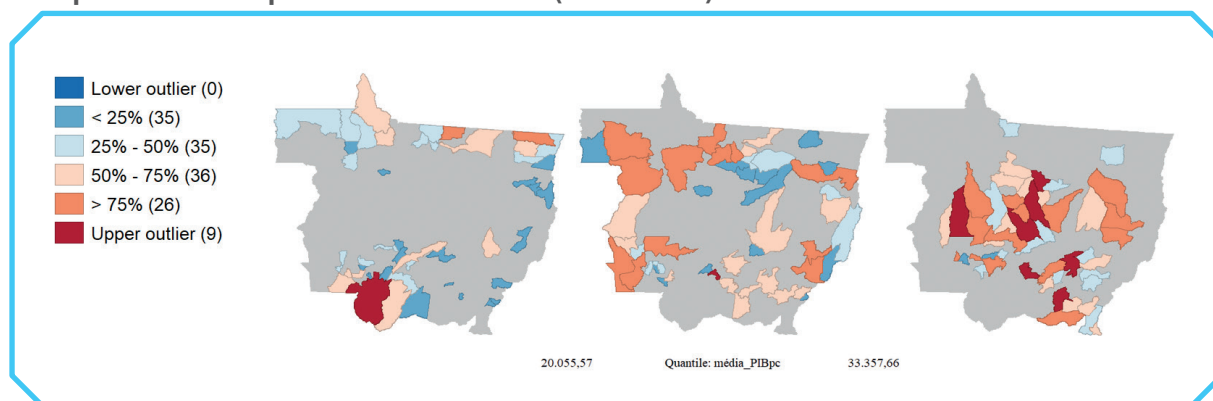 Lower outlier (0)
< 25% (35)
25% - 50% (35)
50% - 75% (36)
> 75% (26)
Upper outlier (9)
20.055,57 Quantile: média_PIBpc 33.357,66